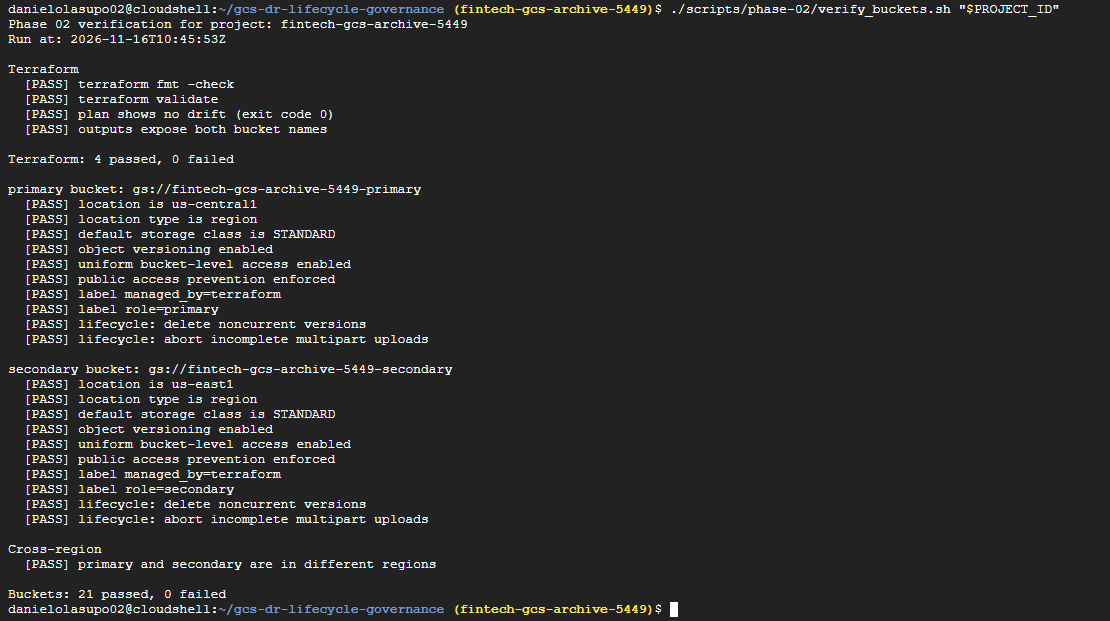 danielolasupo02@cloudshell:~/gcs-dr-lifecycle-governance (fintech-gcs-archive-5449)$ ./scripts/phase-02/verify_buckets.sh "$PROJECT_ID"
Phase 02 verification for project: fintech-gcs-archive-5449
Run at: 2026-11-16T10:45:53Z
Terraform
[PASS] terraform fmt -check
[PASS] terraform validate
[PASS] plan shows no drift (exit code 0)
[PASS] outputs expose both bucket names
Terraform: 4 passed, 0 failed
primary bucket: gs://fintech-gcs-archive-5449-primary
[PASS] location is us-central1
[PASS] location type is region
[PASS] default storage class is STANDARD
[PASS] object versioning enabled
[PASS] uniform bucket-level access enabled
[PASS] public access prevention enforced
[PASS] label managed_by=terraform
[PASS] label role=primary
[PASS] lifecycle: delete noncurrent versions
[PASS] lifecycle: abort incomplete multipart uploads
secondary bucket: gs://fintech-gcs-archive-5449-secondary
[PASS] location is us-east1
[PASS] location type is region
[PASS] default storage class is STANDARD
[PASS] object versioning enabled
[PASS] uniform bucket-level access enabled
[PASS] public access prevention enforced
[PASS] label managed_by=terraform
[PASS] label role=secondary
[PASS] lifecycle: delete noncurrent versions
[PASS] lifecycle: abort incomplete multipart uploads
Cross-region
[PASS] primary and secondary are in different regions
Buckets: 21 passed, 0 failed
danielolasupo02@cloudshell:~/gcs-dr-lifecycle-governance (fintech-gcs-archive-5449)$